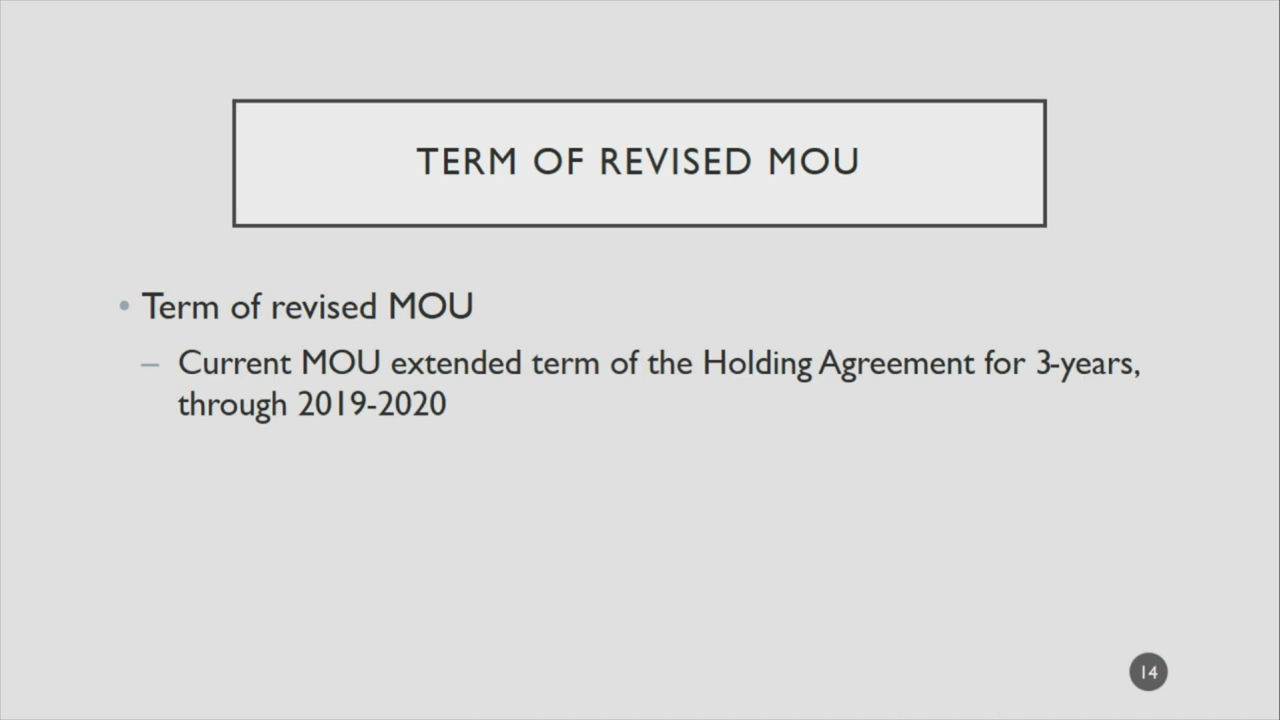 TERM OF REVISED MOU
• Term of revised MOU
– Current MOU extended term of the Holding Agreement for 3-years,
through 2019-2020
14